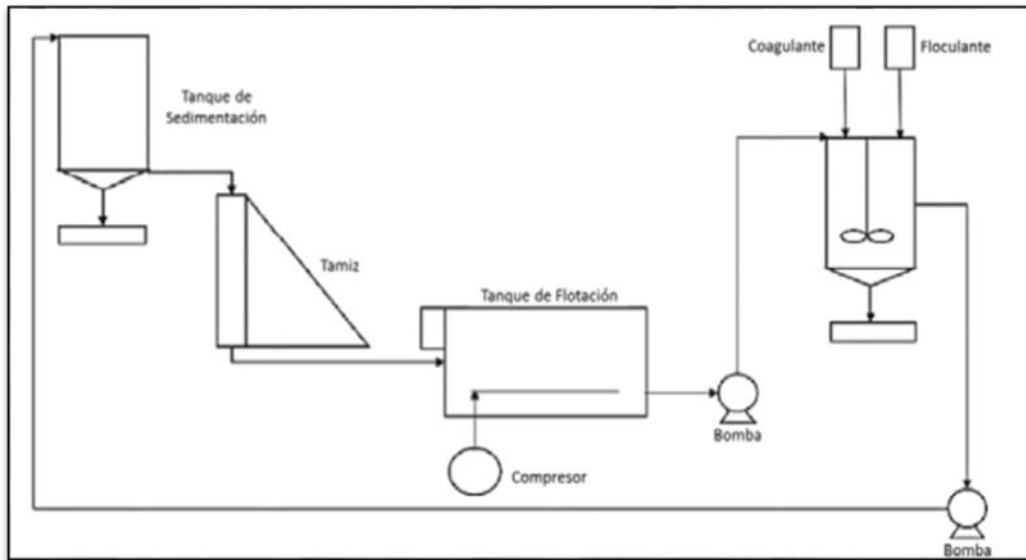 Coagulante
Floculante
Tanque de
Sedimentación
Tamiz
Tanque de Flotación
Bomba
Compresor
Bomba